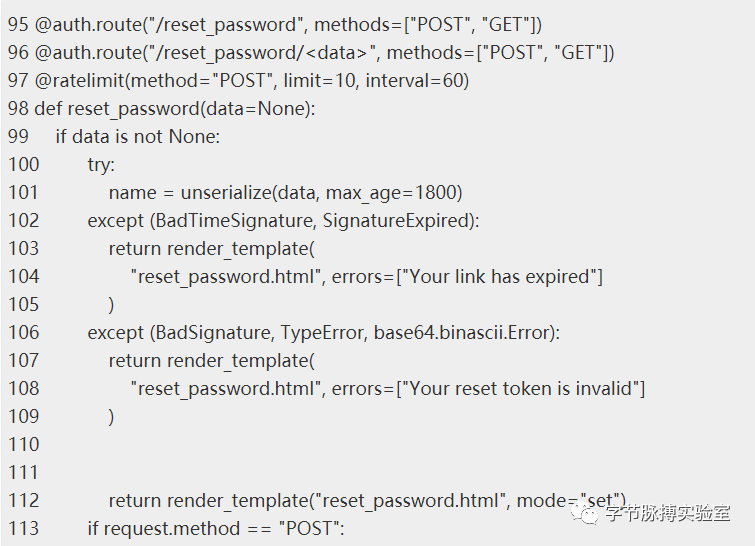 95 @auth.route("/reset_password", methods=["POST", "GET"])
96 @auth.route("/reset_password/<data>", methods=["POST", "GET"])
97 @ratelimit(method="POST", limit=10, interval=60)
98 def reset_password(data=None):
99     if data is not None:
100         try:
101             name = unserialize(data, max_age=1800)
102         except (BadTimeSignature, SignatureExpired):
103             return render_template(
104                 "reset_password.html", errors=["Your link has expired"]
105             )
106         except (BadSignature, TypeError, base64.binascii.Error):
107             return render_template(
108                 "reset_password.html", errors=["Your reset token is invalid"]
109             )
110
111
112             return render_template("reset_password.html", mode="set")
113         if request.method == "POST":
字节脉搏实验室